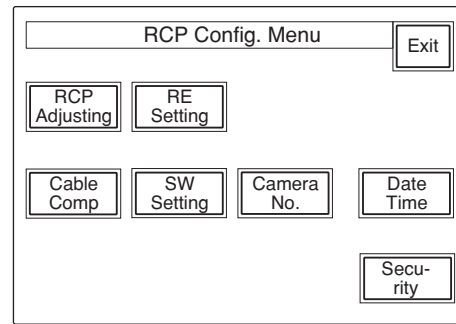 RCP Config. Menu
Exit
RCP
Adjusting
RE
Setting
Cable
Comp
SW
Setting
Camera
No.
Date
Time
Secu-
rity